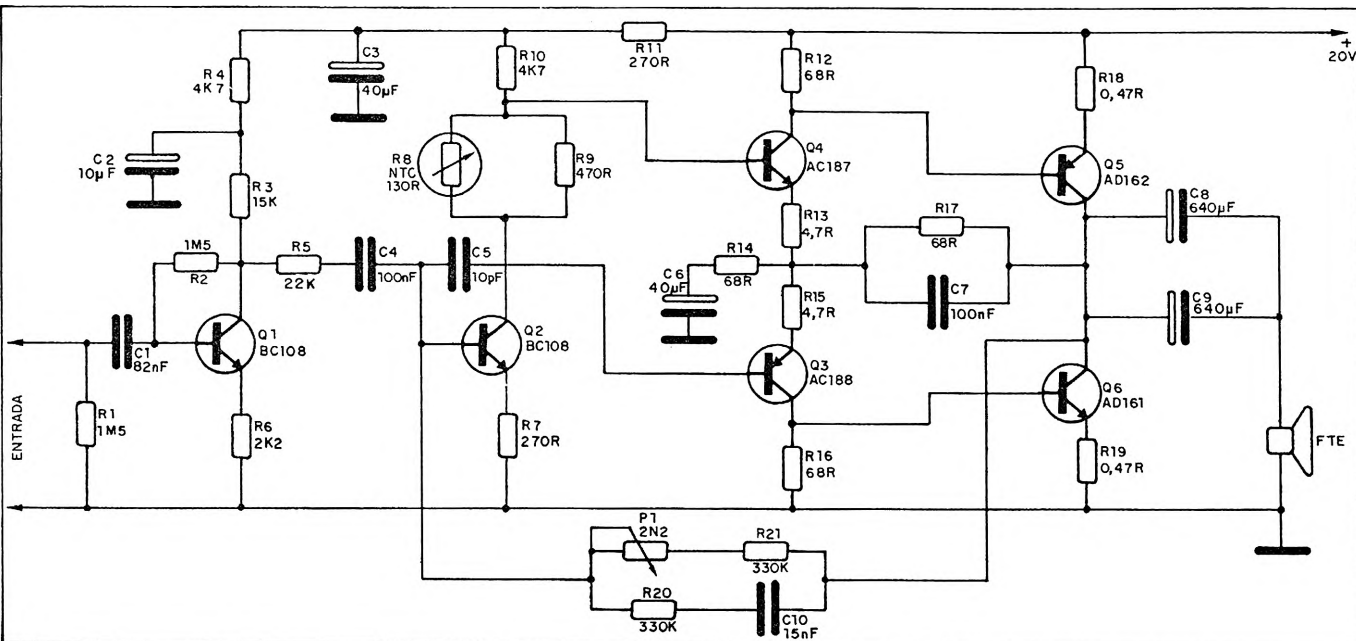 R4
4K7
C3
40µF
R10
4K7
R11
270R
R12
68R
+
20V
R18
0,47R
C2
10µF
R3
15K
R8
NTC
130R
R9
470R
Q4
AC187
Q5
AD162
1M5
R2
R5
22K
C4
100nF
C5
10pF
R13
4,7R
R14
68R
C6
40µF
R15
4,7R
R17
68R
C7
100nF
C8
640µF
C9
640µF
C1
82nF
Q1
BC108
Q2
BC108
Q3
AC188
Q6
AD161
ENTRADA
R1
1M5
R6
2K2
R7
270R
R16
68R
R19
0,47R
FTE
P1
2N2
R21
330K
R20
330K
C10
15nF